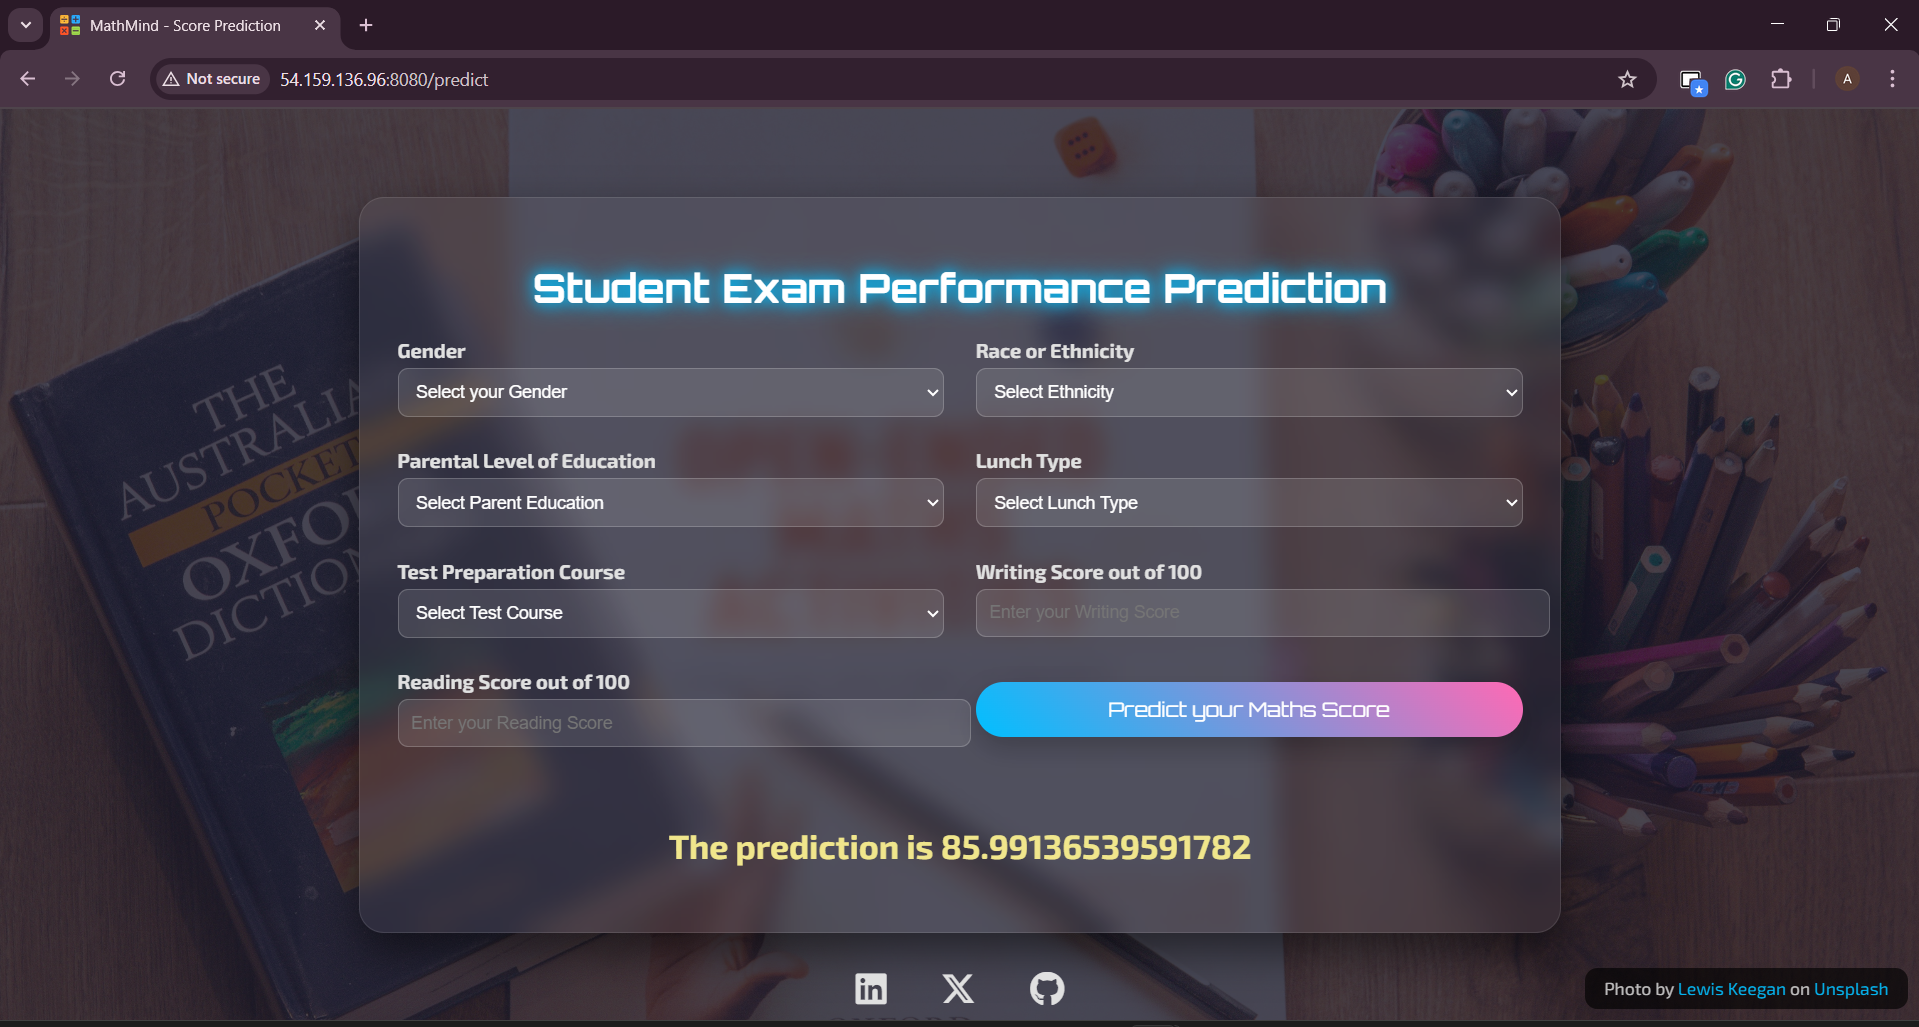 MathMind - Score Prediction
Not secure
54.159.136.96:8080/predict
A
THE
AUSTRALIA
POCKET
OXFO
DICTION
Student Exam Performance Prediction
Gender
Race or Ethnicity
Select your Gender
Select Ethnicity
Parental Level of Education
Lunch Type
Select Parent Education
Select Lunch Type
Test Preparation Course
Writing Score out of 100
Select Test Course
Enter your Writing Score
Reading Score out of 100
Enter your Reading Score
Predict your Maths Score
The prediction is 85.99136539591782
in
X
Photo by Lewis Keegan on Unsplash